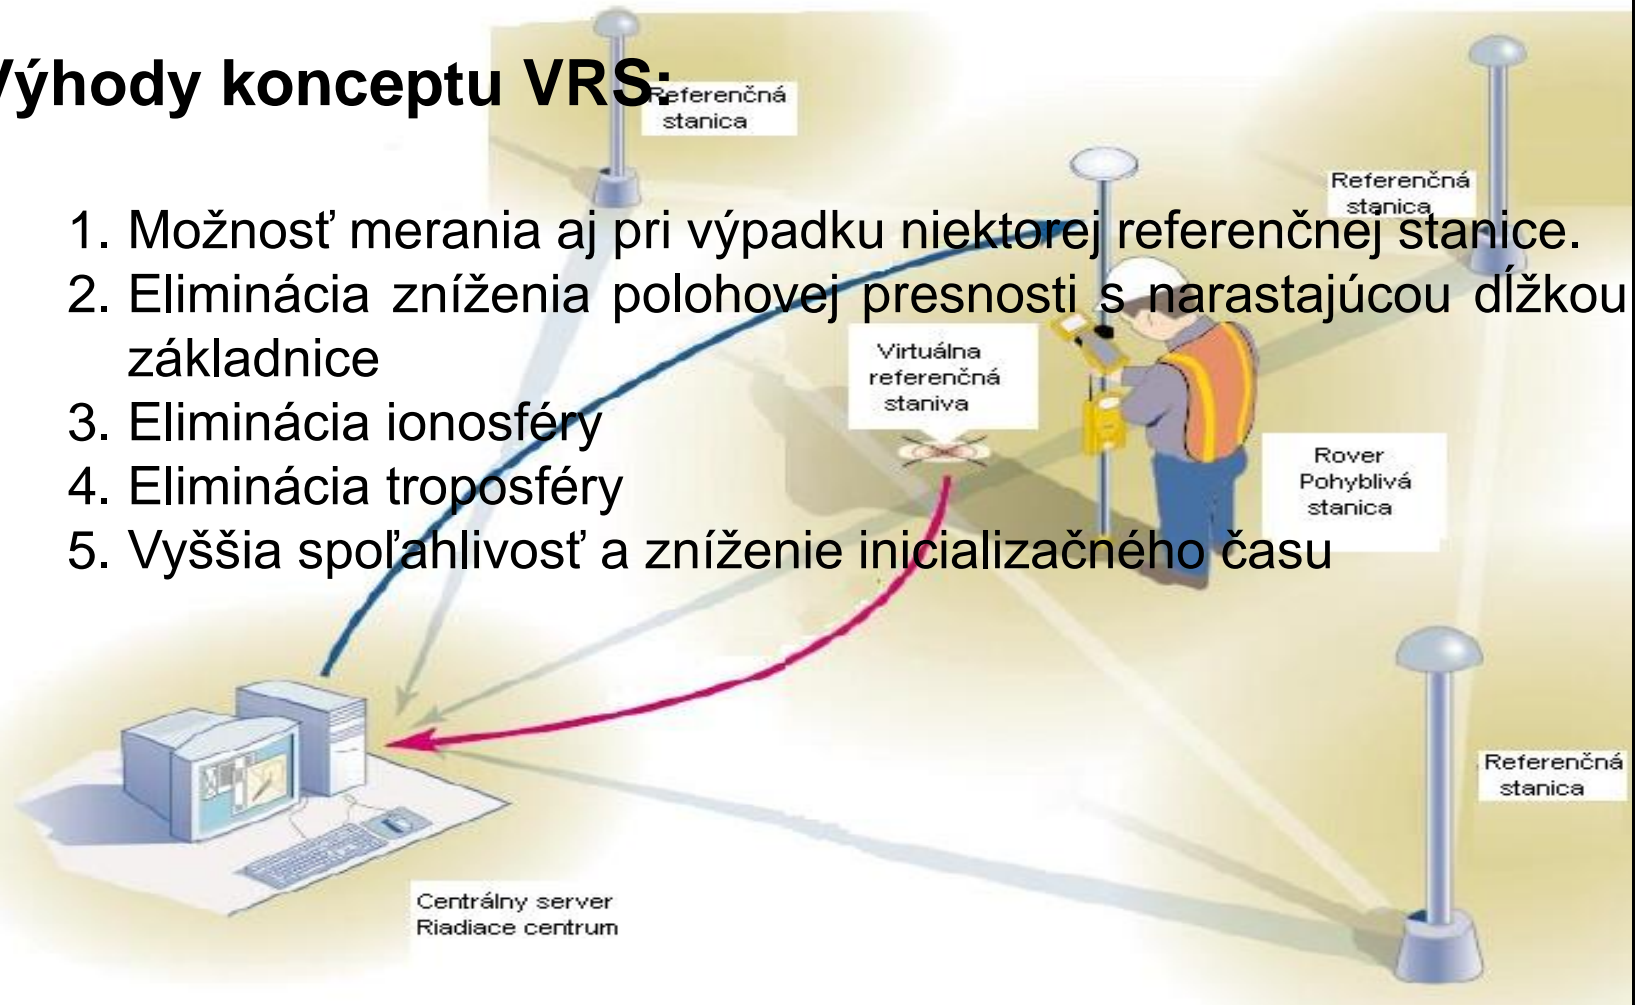 Výhody konceptu VRS:
Referenčná
stanica
Referenčná
stanica
1. Možnosť merania aj pri výpadku niektorej referenčnej stanice.
2. Eliminácia zníženia polohovej presnosti s narastajúcou dĺžkou
základnice
3. Eliminácia ionosféry
4. Eliminácia troposféry
5. Vyššia spoľahlivosť a zníženie inicializačného času
Virtuálna
referenčná
staniva
Rover
Pohyblivá
stanica
Referenčná
stanica
Centrálny server
Riadiace centrum